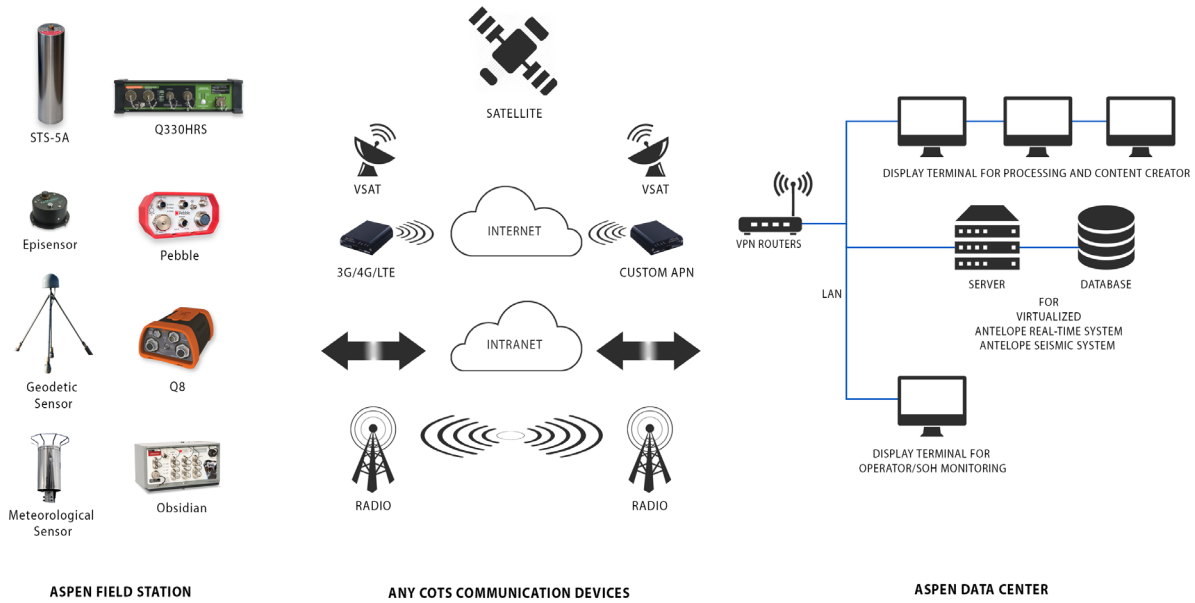 STS-5A
Q330HRS
Episensor
Pebble
Geodetic
Sensor
Q8
Meteorological
Sensor
Obsidian
ASPEN FIELD STATION
SATELLITE
VSAT
VSAT
INTERNET
3G/4G/LTE
CUSTOM APN
INTRANET
RADIO
RADIO
ANY COTS COMMUNICATION DEVICES
DISPLAY TERMINAL FOR PROCESSING AND CONTENT CREATOR
VPN ROUTERS
LAN
SERVER
DATABASE
FOR
VIRTUALIZED
ANTELOPE REAL-TIME SYSTEM
ANTELOPE SEISMIC SYSTEM
DISPLAY TERMINAL FOR
OPERATOR/SOH MONITORING
ASPEN DATA CENTER